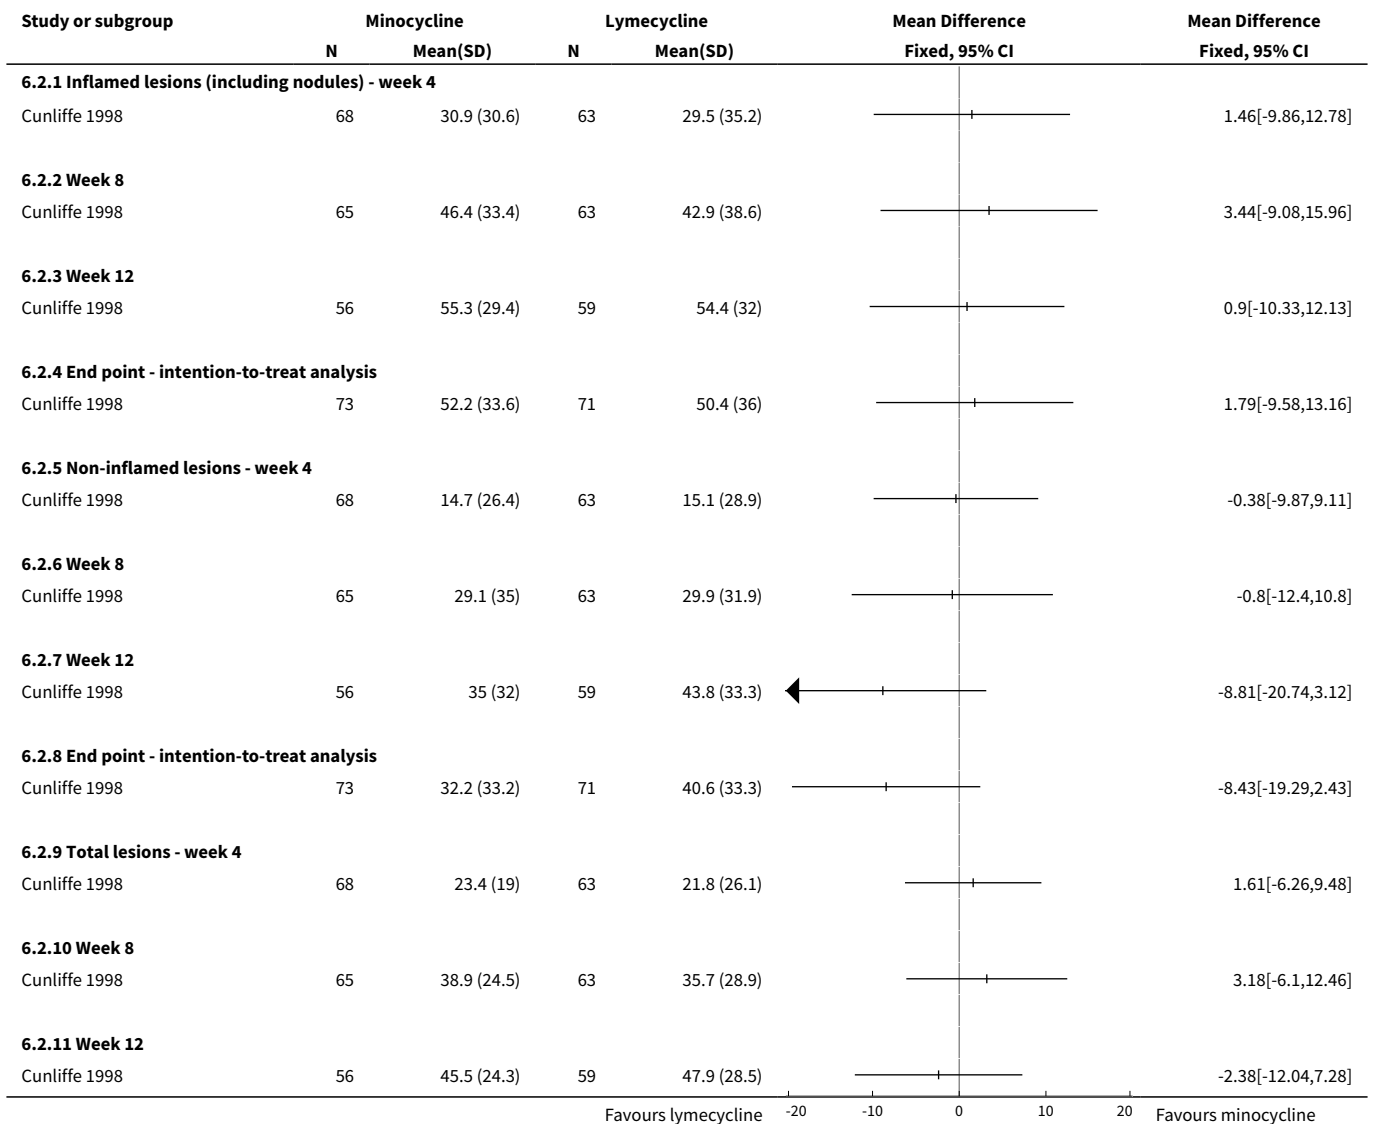 Study or subgroup Minocycline Lymecycline Mean Difference Mean Difference
N Mean(SD) N Mean(SD) Fixed, 95% CI Fixed, 95% CI
6.2.1 Inflamed lesions (including nodules) - week 4
Cunliffe 1998 68 30.9 (30.6) 63 29.5 (35.2) 1.46[-9.86,12.78]
6.2.2 Week 8
Cunliffe 1998 65 46.4 (33.4) 63 42.9 (38.6) 3.44[-9.08,15.96]
6.2.3 Week 12
Cunliffe 1998 56 55.3 (29.4) 59 54.4 (32) 0.9[-10.33,12.13]
6.2.4 End point - intention-to-treat analysis
Cunliffe 1998 73 52.2 (33.6) 71 50.4 (36) 1.79[-9.58,13.16]
6.2.5 Non-inflamed lesions - week 4
Cunliffe 1998 68 14.7 (26.4) 63 15.1 (28.9) -0.38[-9.87,9.11]
6.2.6 Week 8
Cunliffe 1998 65 29.1 (35) 63 29.9 (31.9) -0.8[-12.4,10.8]
6.2.7 Week 12
Cunliffe 1998 56 35 (32) 59 43.8 (33.3) -8.81[-20.74,3.12]
6.2.8 End point - intention-to-treat analysis
Cunliffe 1998 73 32.2 (33.2) 71 40.6 (33.3) -8.43[-19.29,2.43]
6.2.9 Total lesions - week 4
Cunliffe 1998 68 23.4 (19) 63 21.8 (26.1) 1.61[-6.26,9.48]
6.2.10 Week 8
Cunliffe 1998 65 38.9 (24.5) 63 35.7 (28.9) 3.18[-6.1,12.46]
6.2.11 Week 12
Cunliffe 1998 56 45.5 (24.3) 59 47.9 (28.5) -2.38[-12.04,7.28]
Favours lymecycline -20 -10 0 10 20 Favours minocycline